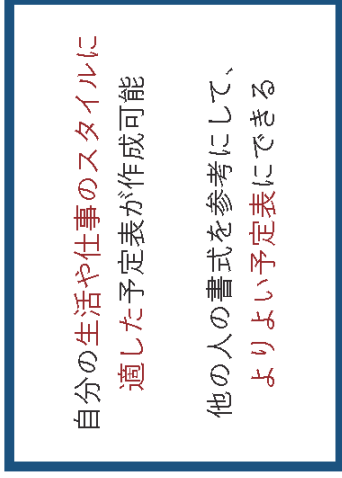 自分の生活や仕事のスタイルに
適した予定表が作成可能
他の人の書式を参考にして、
よりよい予定表にできる